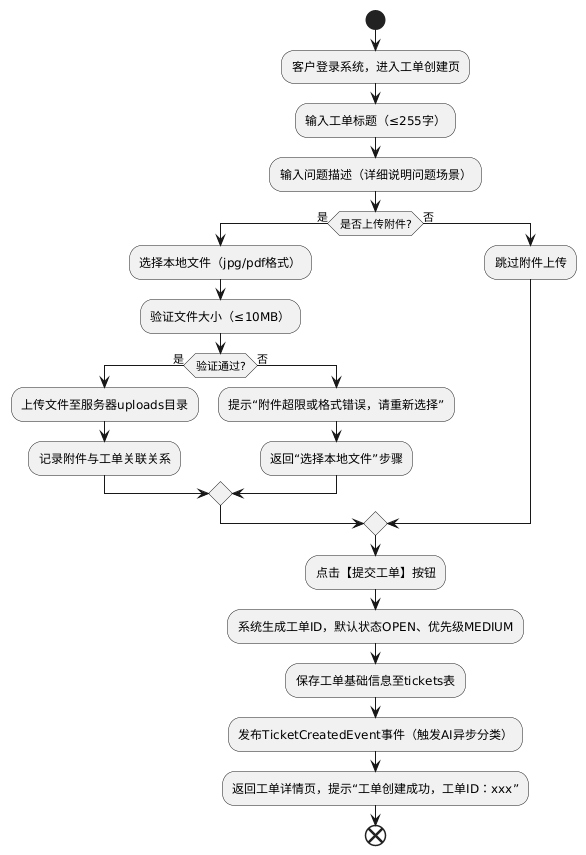 客户登录系统，进入工单创建页
输入工单标题（≤255字）
输入问题描述（详细说明问题场景）
是
是否上传附件?
否
选择本地文件（jpg/pdf格式）
跳过附件上传
验证文件大小（≤10MB）
是
验证通过?
否
上传文件至服务器uploads目录
提示“附件超限或格式错误，请重新选择”
记录附件与工单关联关系
返回“选择本地文件”步骤
点击【提交工单】按钮
系统生成工单ID，默认状态OPEN、优先级MEDIUM
保存工单基础信息至tickets表
发布TicketCreatedEvent事件（触发AI异步分类）
返回工单详情页，提示“工单创建成功，工单ID：xxx”